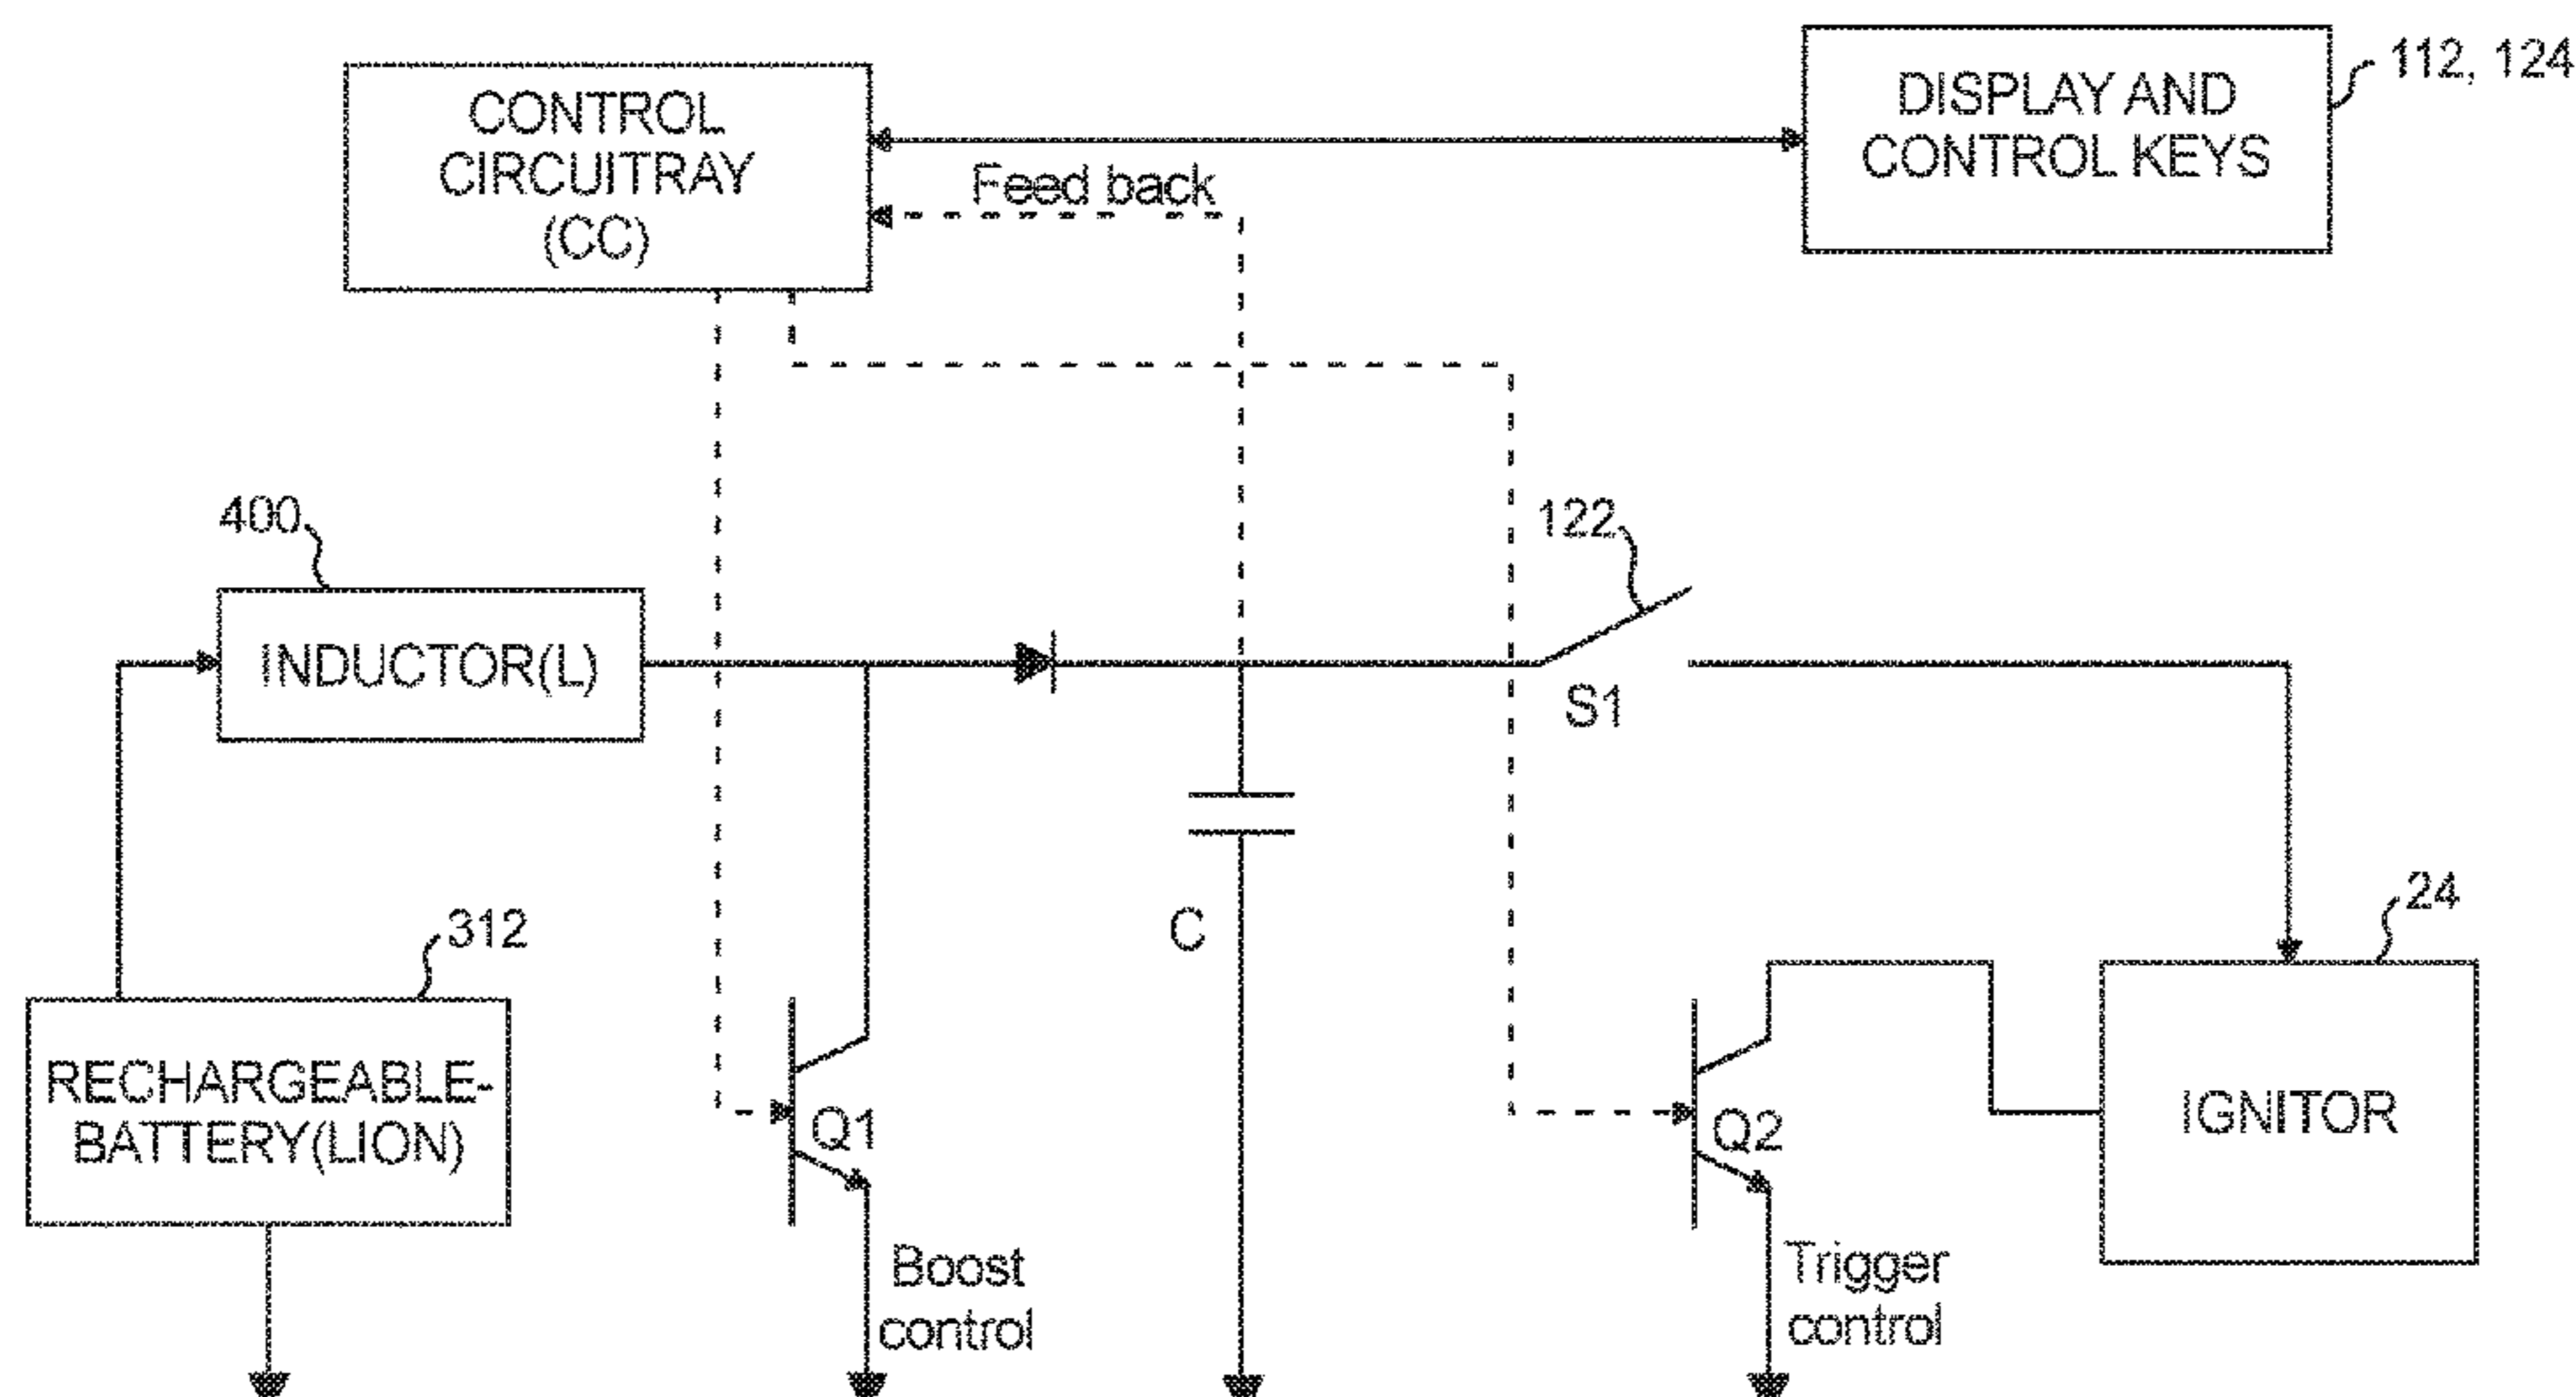 CONTROL
CIRCUITRAY
(CC)
DISPLAY AND
CONTROL KEYS
112, 124
Feed back
400
INDUCTOR(L)
122
S1
312
RECHARGEABLE-
BATTERY(LION)
C
24
Q1
Q2
IGNITOR
Boost
control
Trigger
control